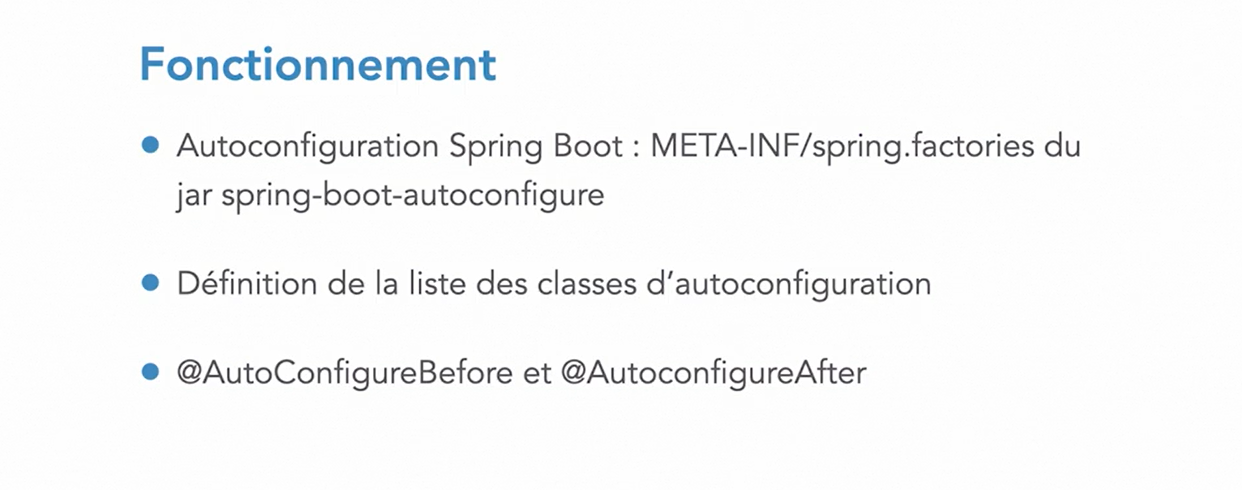 Fonctionnement
● Autoconfiguration Spring Boot : META-INF/spring.factories du
jar spring-boot-autoconfigure
● Définition de la liste des classes d’autoconfiguration
● @AutoConfigureBefore et @AutoconfigureAfter